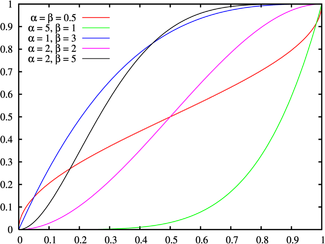 1
0.9
0.8
0.7
0.6
0.5
0.4
0.3
0.2
0.1
0
α = β = 0.5
α = 5, β = 1
α = 1, β = 3
α = 2, β = 2
α = 2, β = 5
0 0.1 0.2 0.3 0.4 0.5 0.6 0.7 0.8 0.9